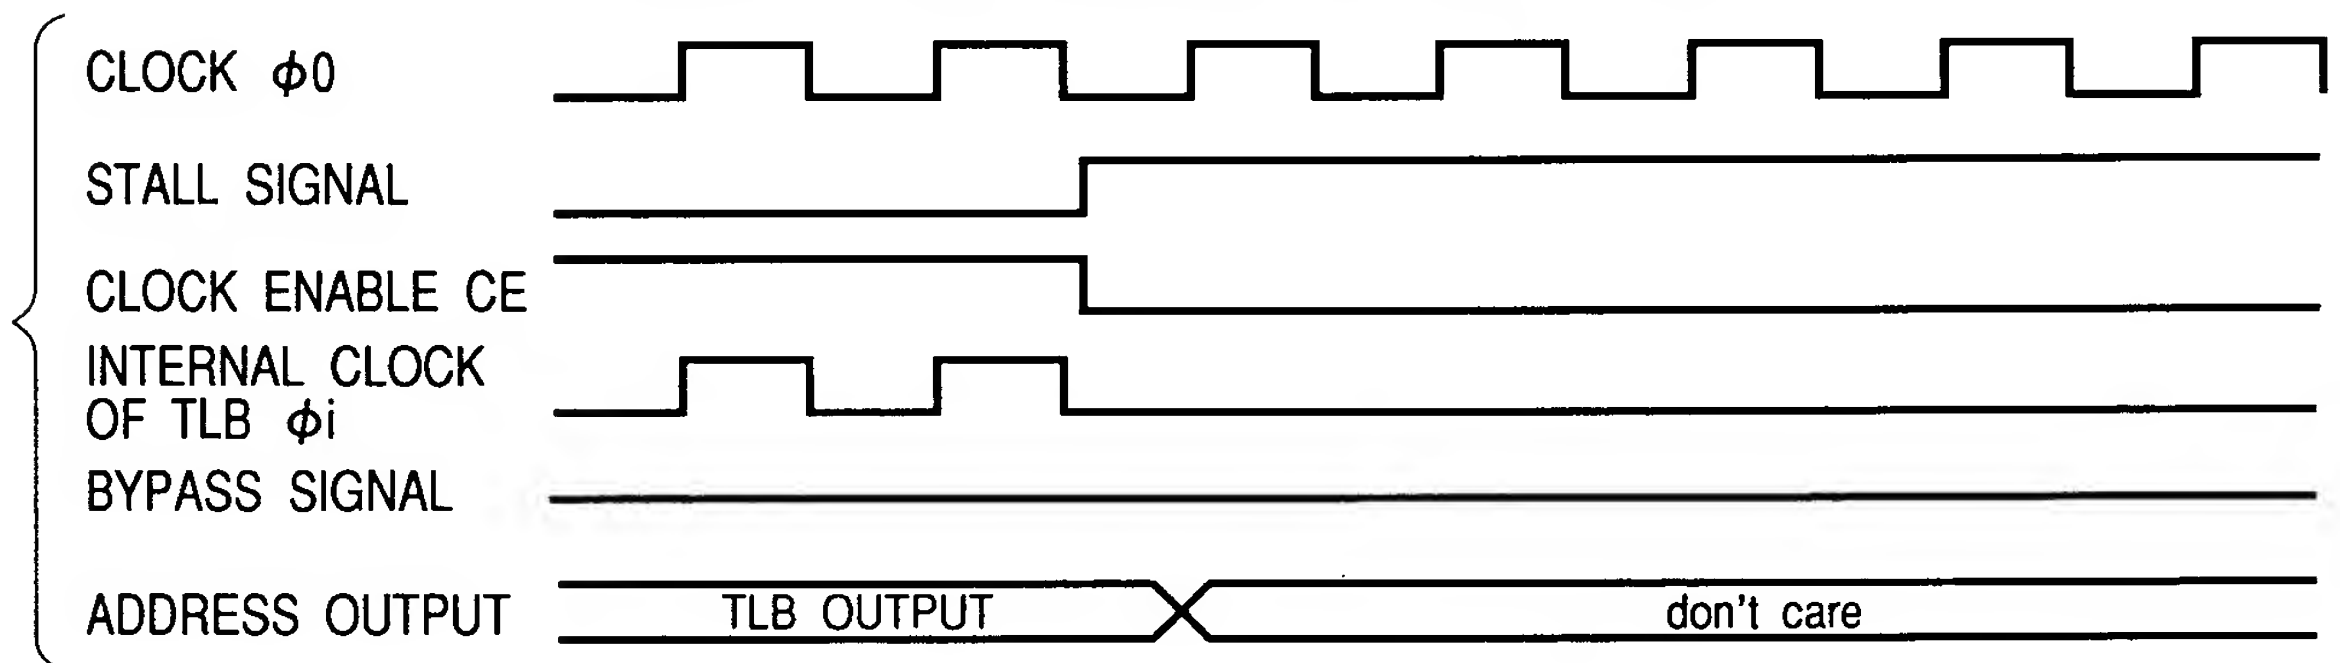 CLOCK ϕ0
STALL SIGNAL
CLOCK ENABLE CE
INTERNAL CLOCK
OF TLB ϕi
BYPASS SIGNAL
ADDRESS OUTPUT
TLB OUTPUT
don't care